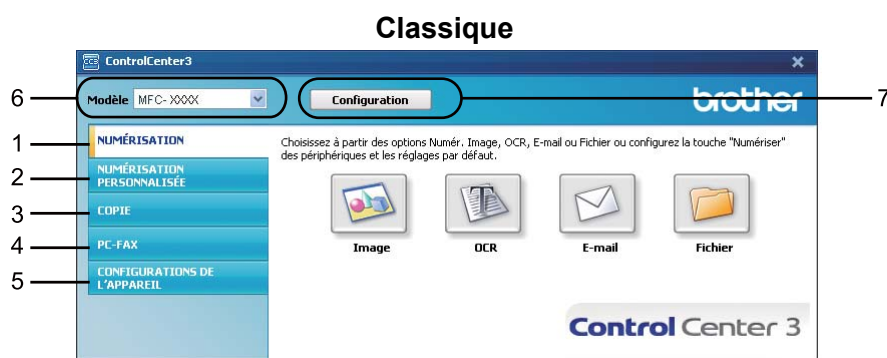 Classique
ControlCenter3
6
Modèle MFC- XXXX
Configuration
brother
7
1
NUMÉRISATION
Choisissez à partir des options Numér. Image, OCR, E-mail ou Fichier ou configurez la touche "Numériser"
des périphériques et les réglages par défaut.
2
NUMÉRISATION
PERSONNALISÉE
3
COPIE
4
PC-FAX
5
CONFIGURATIONS DE
L'APPAREIL
Image
OCR
E-mail
Fichier
Control Center 3